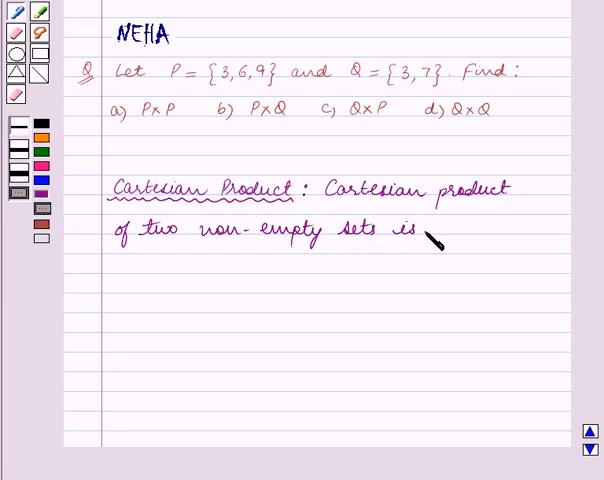 NEHA
Q Let P = {3,6,9} and Q = {3,7}. Find :
a) P×P b) P×Q c) Q×P d) Q×Q
Cartesian Product : Cartesian product
of two non-empty sets is